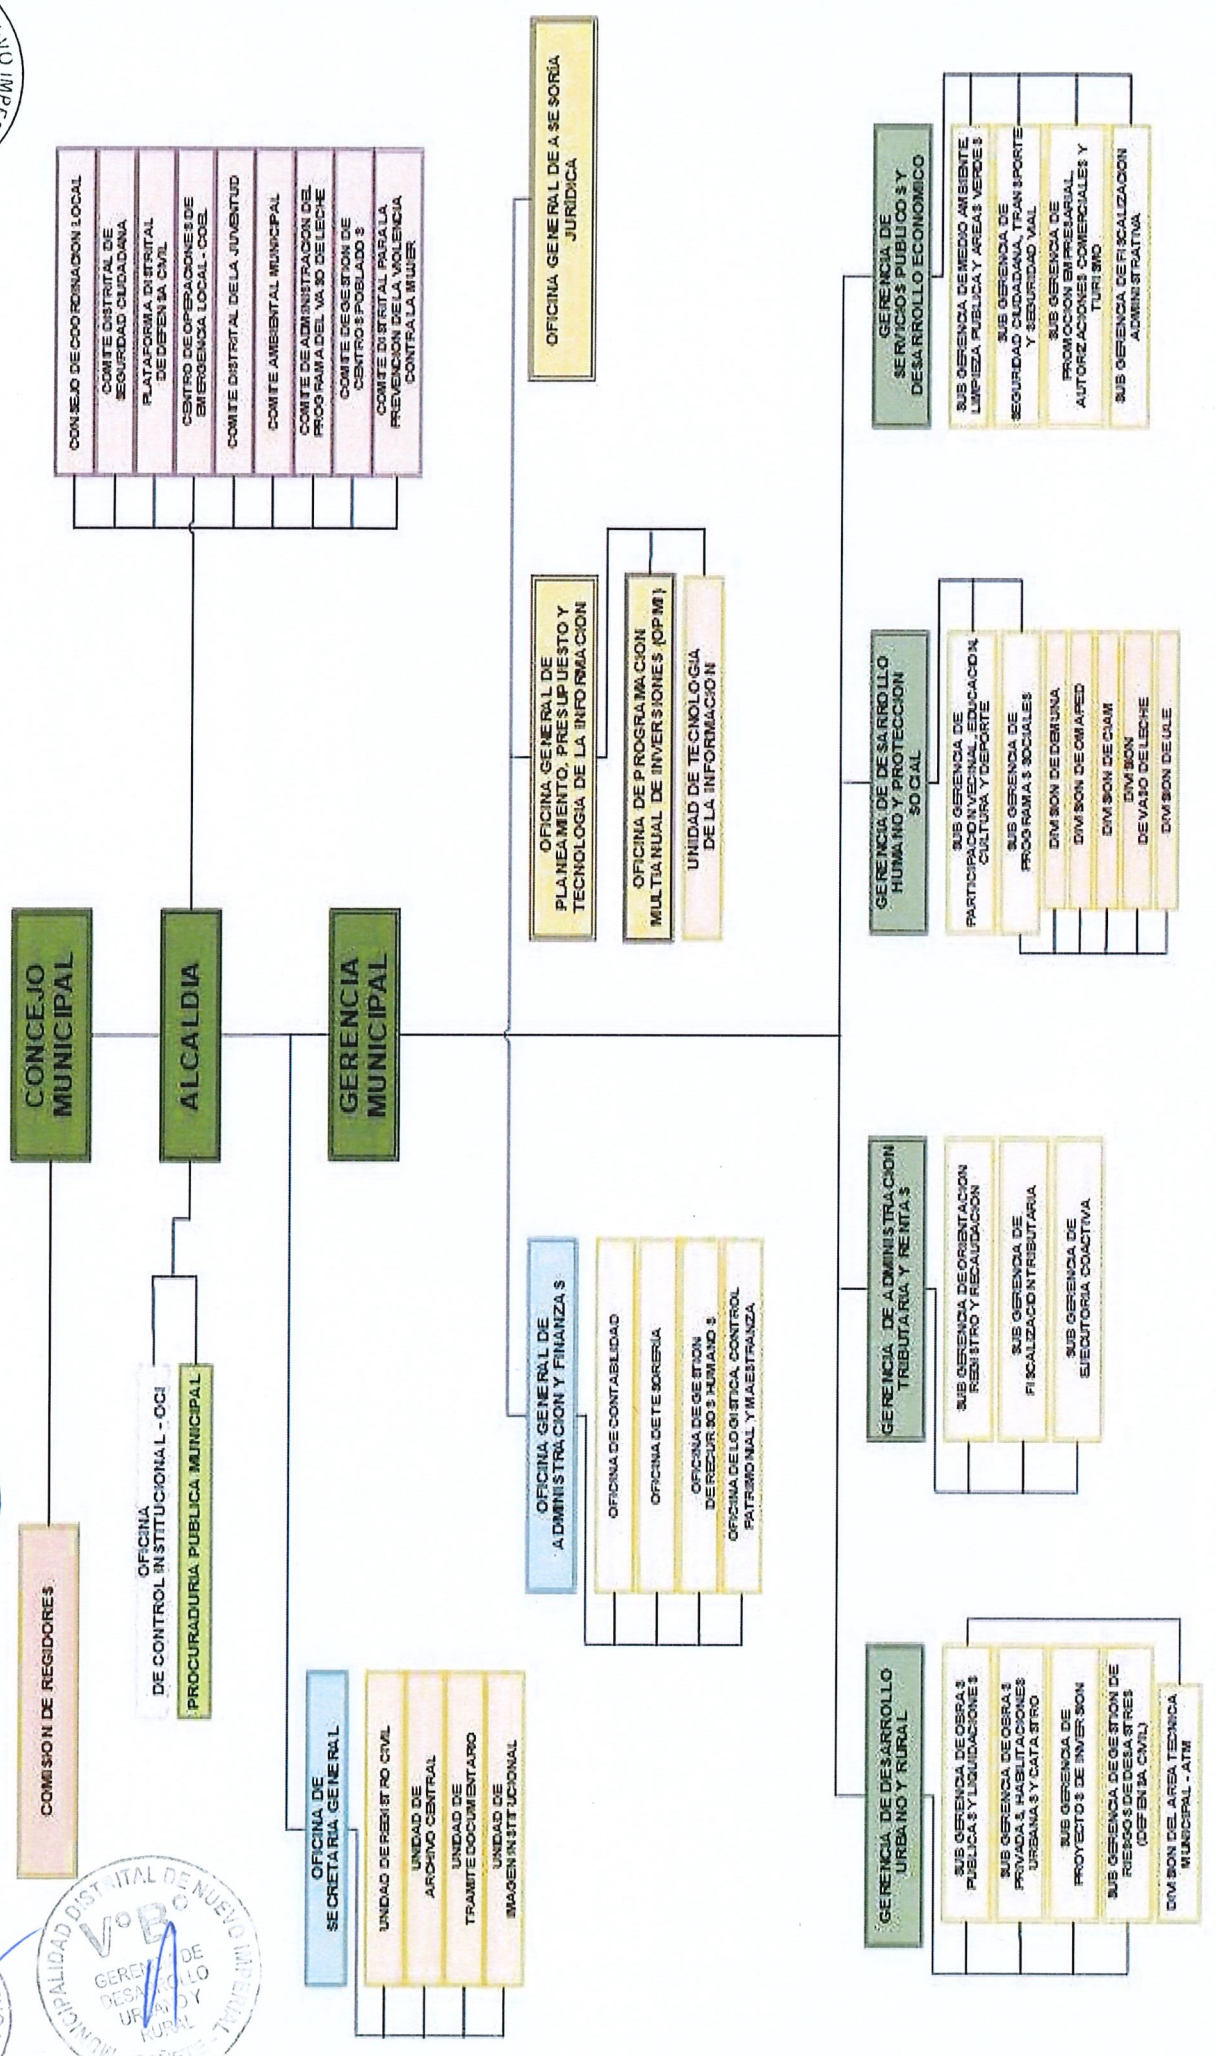 CONCEJO
MUNICIPAL
COMISION DE REGIDORES
ALCALDIA
OFICINA
DE CONTROL INSTITUCIONAL - OCI
PROCURADURIA PUBLICA MUNICIPAL
CONSEJO DE COORDINACION LOCAL
COMITE DISTRITAL DE
SEGURIDAD CIUDADANA
PLATAFORMA DISTRITAL
DE DEFENSA CIVIL
CENTRO DE OPERACIONES DE
EMERGENCIA LOCAL - COEL
COMITE DISTRITAL DE LA JUVENTUD
COMITE AMBIENTAL MUNICIPAL
COMITE DE ADMINISTRACION DEL
PROGRAMA DEL VASO DE LECHE
COMITE DE GESTION DE
CENTROS POBLADOS
COMITE DISTRITAL PARA LA
PREVENCION DE LA VIOLENCIA
CONTRA LA MUJER
GERENCIA
MUNICIPAL
OFICINA DE
SECRETARIA GENERAL
UNIDAD DE REGISTRO CIVIL
UNIDAD DE
ARCHIVO CENTRAL
UNIDAD DE
TRAMITE DOCUMENTARIO
UNIDAD DE
IMAGEN INSTITUCIONAL
OFICINA GENERAL DE
ADMINISTRACION Y FINANZAS
OFICINA DE CONTABILIDAD
OFICINA DE TESORERÍA
OFICINA DE GESTION
DE RECURSOS HUMANOS
OFICINA DE LOGISTICA, CONTROL
PATRIMONIAL Y MAESTRANZA
OFICINA GENERAL DE
PLANEAMIENTO, PRESUPUESTO Y
TECNOLOGIA DE LA INFORMACION
OFICINA DE PROGRAMACION
MULTIANUAL DE INVERSIONES (OPMI)
UNIDAD DE TECNOLOGIA
DE LA INFORMACION
OFICINA GENERAL DE ASESORÍA
JURÍDICA
GERENCIA DE DESARROLLO
URBANO Y RURAL
SUB GERENCIA DE OBRAS
PUBLICAS Y LIQUIDACIONES
SUB GERENCIA DE OBRAS
PRIVADAS, HABILITACIONES
URBANAS Y CATASTRO
SUB GERENCIA DE
PROYECTOS DE INVERSION
SUB GERENCIA DE GESTION DE
RIESGOS DE DESASTRES
(DEFENSA CIVIL)
DIVISION DEL AREA TECNICA
MUNICIPAL - ATM
GERENCIA DE ADMINISTRACION
TRIBUTARIA Y RENTAS
SUB GERENCIA DE ORIENTACION
REGISTRO Y RECAUDACION
SUB GERENCIA DE
FISCALIZACION TRIBUTARIA
SUB GERENCIA DE
EJECUTORIA COACTIVA
GERENCIA DE DESARROLLO
HUMANO Y PROTECCION
SOCIAL
SUB GERENCIA DE
PARTICIPACION VECINAL, EDUCACION,
CULTURA Y DEPORTE
SUB GERENCIA DE
PROGRAMAS SOCIALES
DIVISION DE DEMUNA
DIVISION DE OMAPED
DIVISION DE CIAM
DIVISION
DE VASO DE LECHE
DIVISION DE ULE
GERENCIA DE
SERVICIOS PUBLICOS Y
DESARROLLO ECONOMICO
SUB GERENCIA DE MEDIO AMBIENTE,
LIMPIEZA PUBLICA Y AREAS VERDES
SUB GERENCIA DE
SEGURIDAD CIUDADANA, TRANSPORTE
Y SEGURIDAD VIAL
SUB GERENCIA DE
PROMOCION EMPRESARIAL,
AUTORIZACIONES COMERCIALES Y
TURISMO
SUB GERENCIA DE FISCALIZACION
ADMINISTRATIVA
MUNICIPALIDAD DISTRITAL DE NUEVO IMPERIAL
V°B°
GERENCIA DE
DESARROLLO
URBANO Y
RURAL